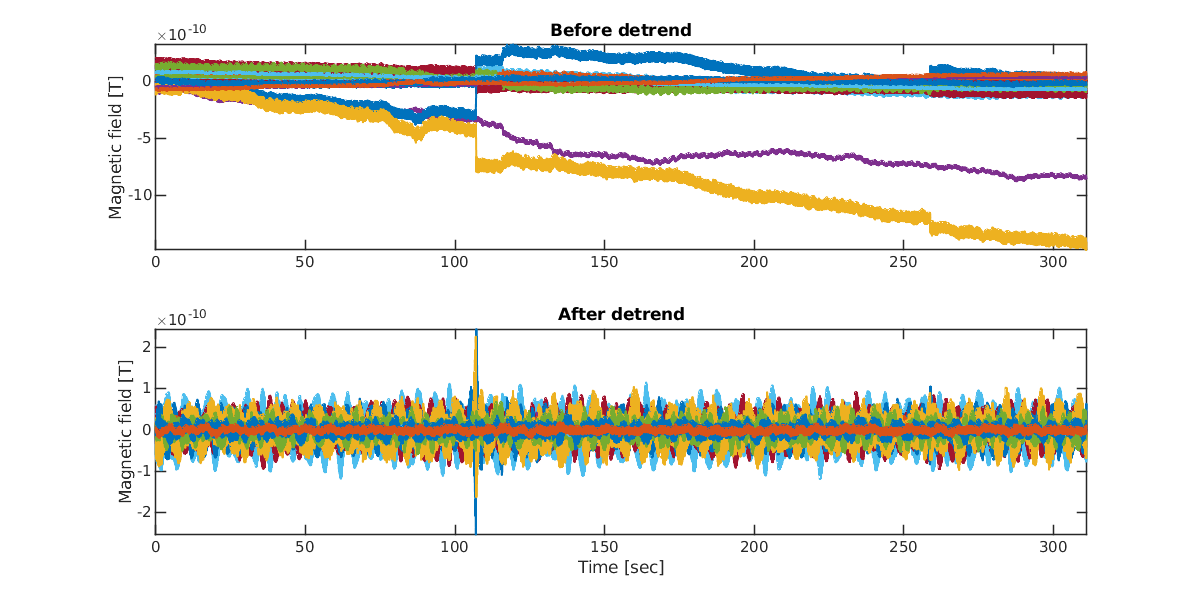 Before detrend
×10-10
0
-5
-10
Magnetic field [T]
0 50 100 150 200 250 300
After detrend
×10-10
2
1
0
-1
-2
Magnetic field [T]
0 50 100 150 200 250 300
Time [sec]